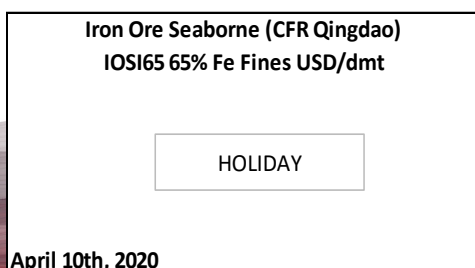 Iron Ore Seaborne (CFR Qingdao)
IOSI65 65% Fe Fines USD/dmt
HOLIDAY
April 10th, 2020